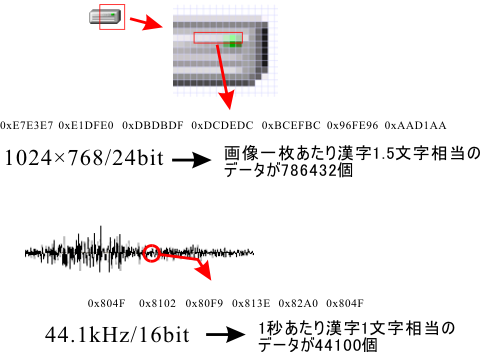 0xE7E3E7 0xE1DFE0 0xDBDBDF 0xDCDEDC 0xBCEFBC 0x96FE96 0xAAD1AA
1024×768/24bit
画像一枚あたり漢字1.5文字相当の
データが786432個
0x804F 0x8102 0x80F9 0x813E 0x82A0 0x804F
44.1kHz/16bit
1秒あたり漢字1文字相当の
データが44100個